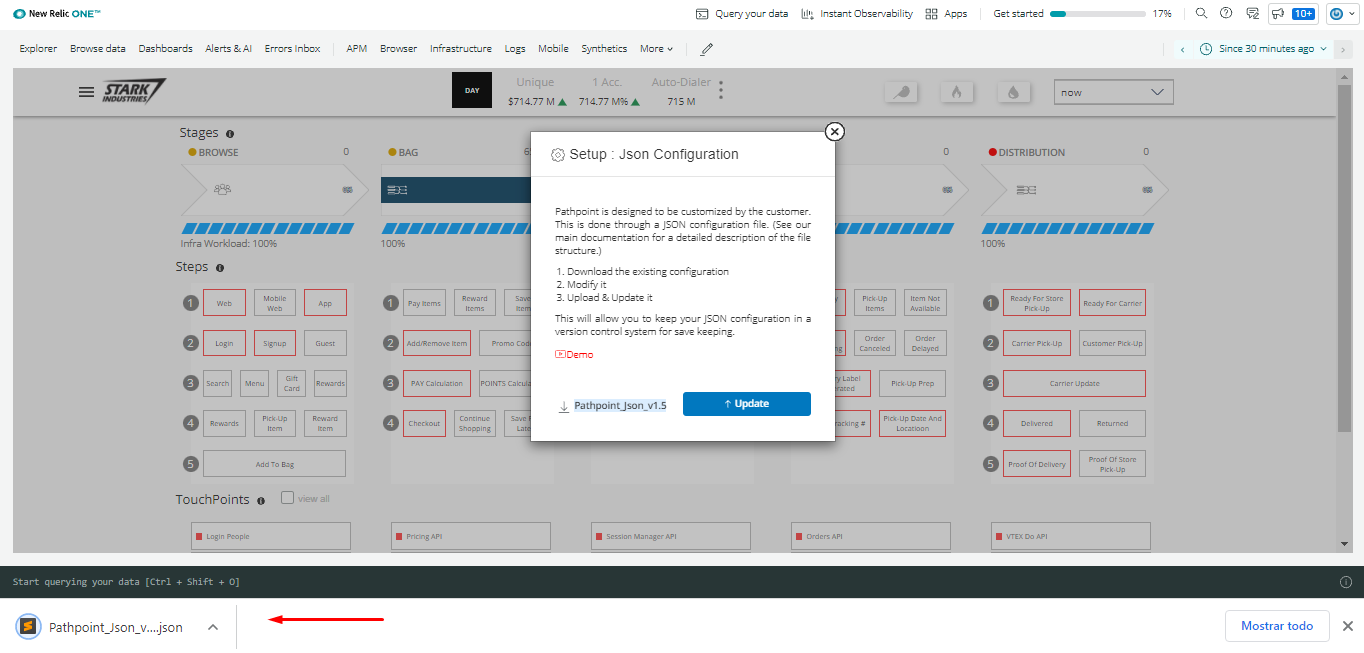 New Relic ONE™
Query your data
Instant Observability
Apps
Get started
17%
10+
Explorer
Browse data
Dashboards
Alerts & AI
Errors Inbox
APM
Browser
Infrastructure
Logs
Mobile
Synthetics
More
Since 30 minutes ago
STARK
INDUSTRIES
DAY
Unique
$714.77 M
1 Acc.
714.77 M%
Auto-Dialer
715 M
now
Stages
BROWSE
0
BAG
0
DISTRIBUTION
0
Infra Workload: 100%
100%
100%
Steps
1
Web
Mobile
Web
App
2
Login
Signup
Guest
3
Search
Menu
Gift
Card
Rewards
4
Rewards
Pick-Up
Item
Reward
Item
5
Add To Bag
1
Pay Items
Reward
Items
Save
2
Add/Remove Item
Promo Code
3
PAY Calculation
POINTS
4
Checkout
Continue
Shopping
Save
Setup : Json Configuration
Pathpoint is designed to be customized by the customer.
This is done through a JSON configuration file. (See our
main documentation for a detailed description of the file
structure.)
1. Download the existing configuration
2. Modify it
3. Upload & Update it
This will allow you to keep your JSON configuration in a
version control system for save keeping.
Demo
Pathpoint_Json_v1.5
↑ Update
Pick-Up
Items
Item Not
Available
Order
Canceled
Order
Delayed
Label
Pick-Up Prep
#
Pick-Up Date And
Locatioon
1
Ready For Store
Pick-Up
Ready For Carrier
2
Carrier Pick-Up
Customer Pick-Up
3
Carrier Update
4
Delivered
Returned
5
Proof Of Delivery
Proof Of Store
Pick-Up
TouchPoints
view all
Login People
Pricing API
Session Manager API
Orders API
VTEX Do API
Start querying your data [Ctrl + Shift + O]
Pathpoint_Json_v....json
Mostrar todo